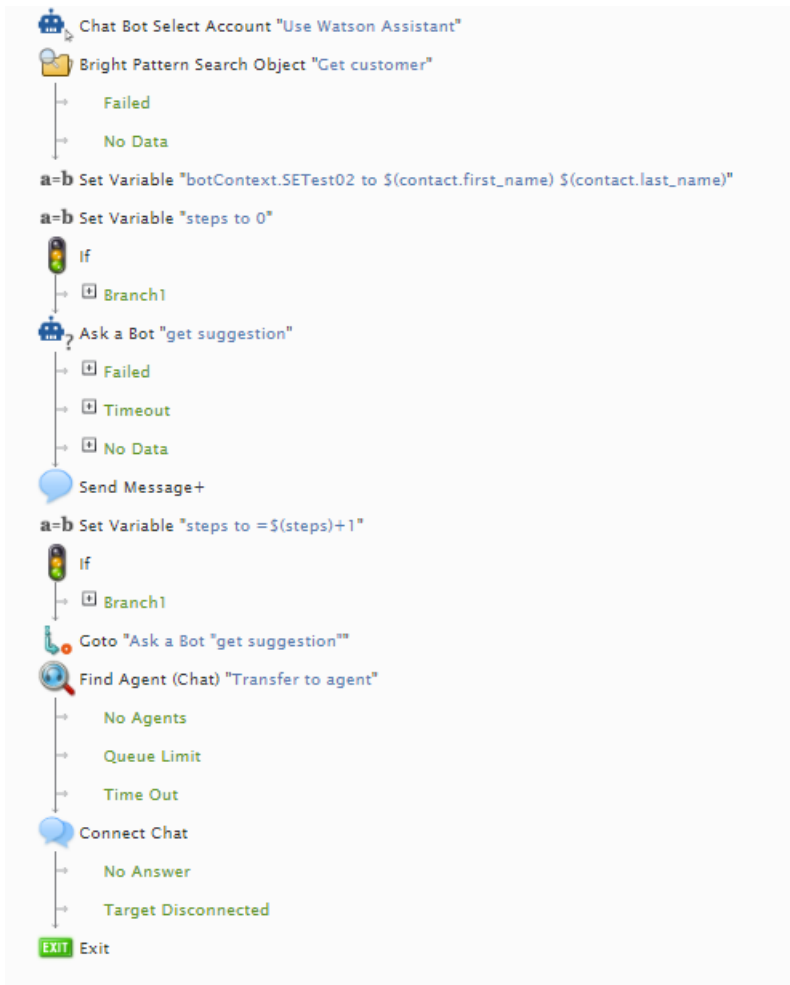 Chat Bot Select Account "Use Watson Assistant"
Bright Pattern Search Object "Get customer"
Failed
No Data
a=b Set Variable "botContext.SETest02 to $(contact.first_name) $(contact.last_name)"
a=b Set Variable "steps to 0"
If
Branch1
? Ask a Bot "get suggestion"
Failed
Timeout
No Data
Send Message+
a=b Set Variable "steps to =$(steps)+1"
If
Branch1
Goto "Ask a Bot "get suggestion""
Find Agent (Chat) "Transfer to agent"
No Agents
Queue Limit
Time Out
Connect Chat
No Answer
Target Disconnected
EXIT Exit